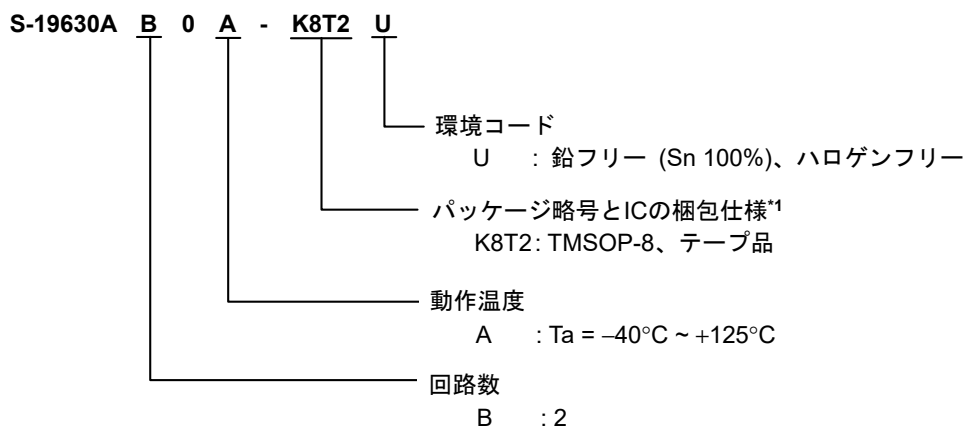 S-19630A B 0 A - K8T2 U
環境コード
U : 鉛フリー (Sn 100%)、ハロゲンフリー
パッケージ略号とICの梱包仕様*1
K8T2: TMSOP-8、テープ品
動作温度
A : Ta = −40°C ~ +125°C
回路数
B : 2